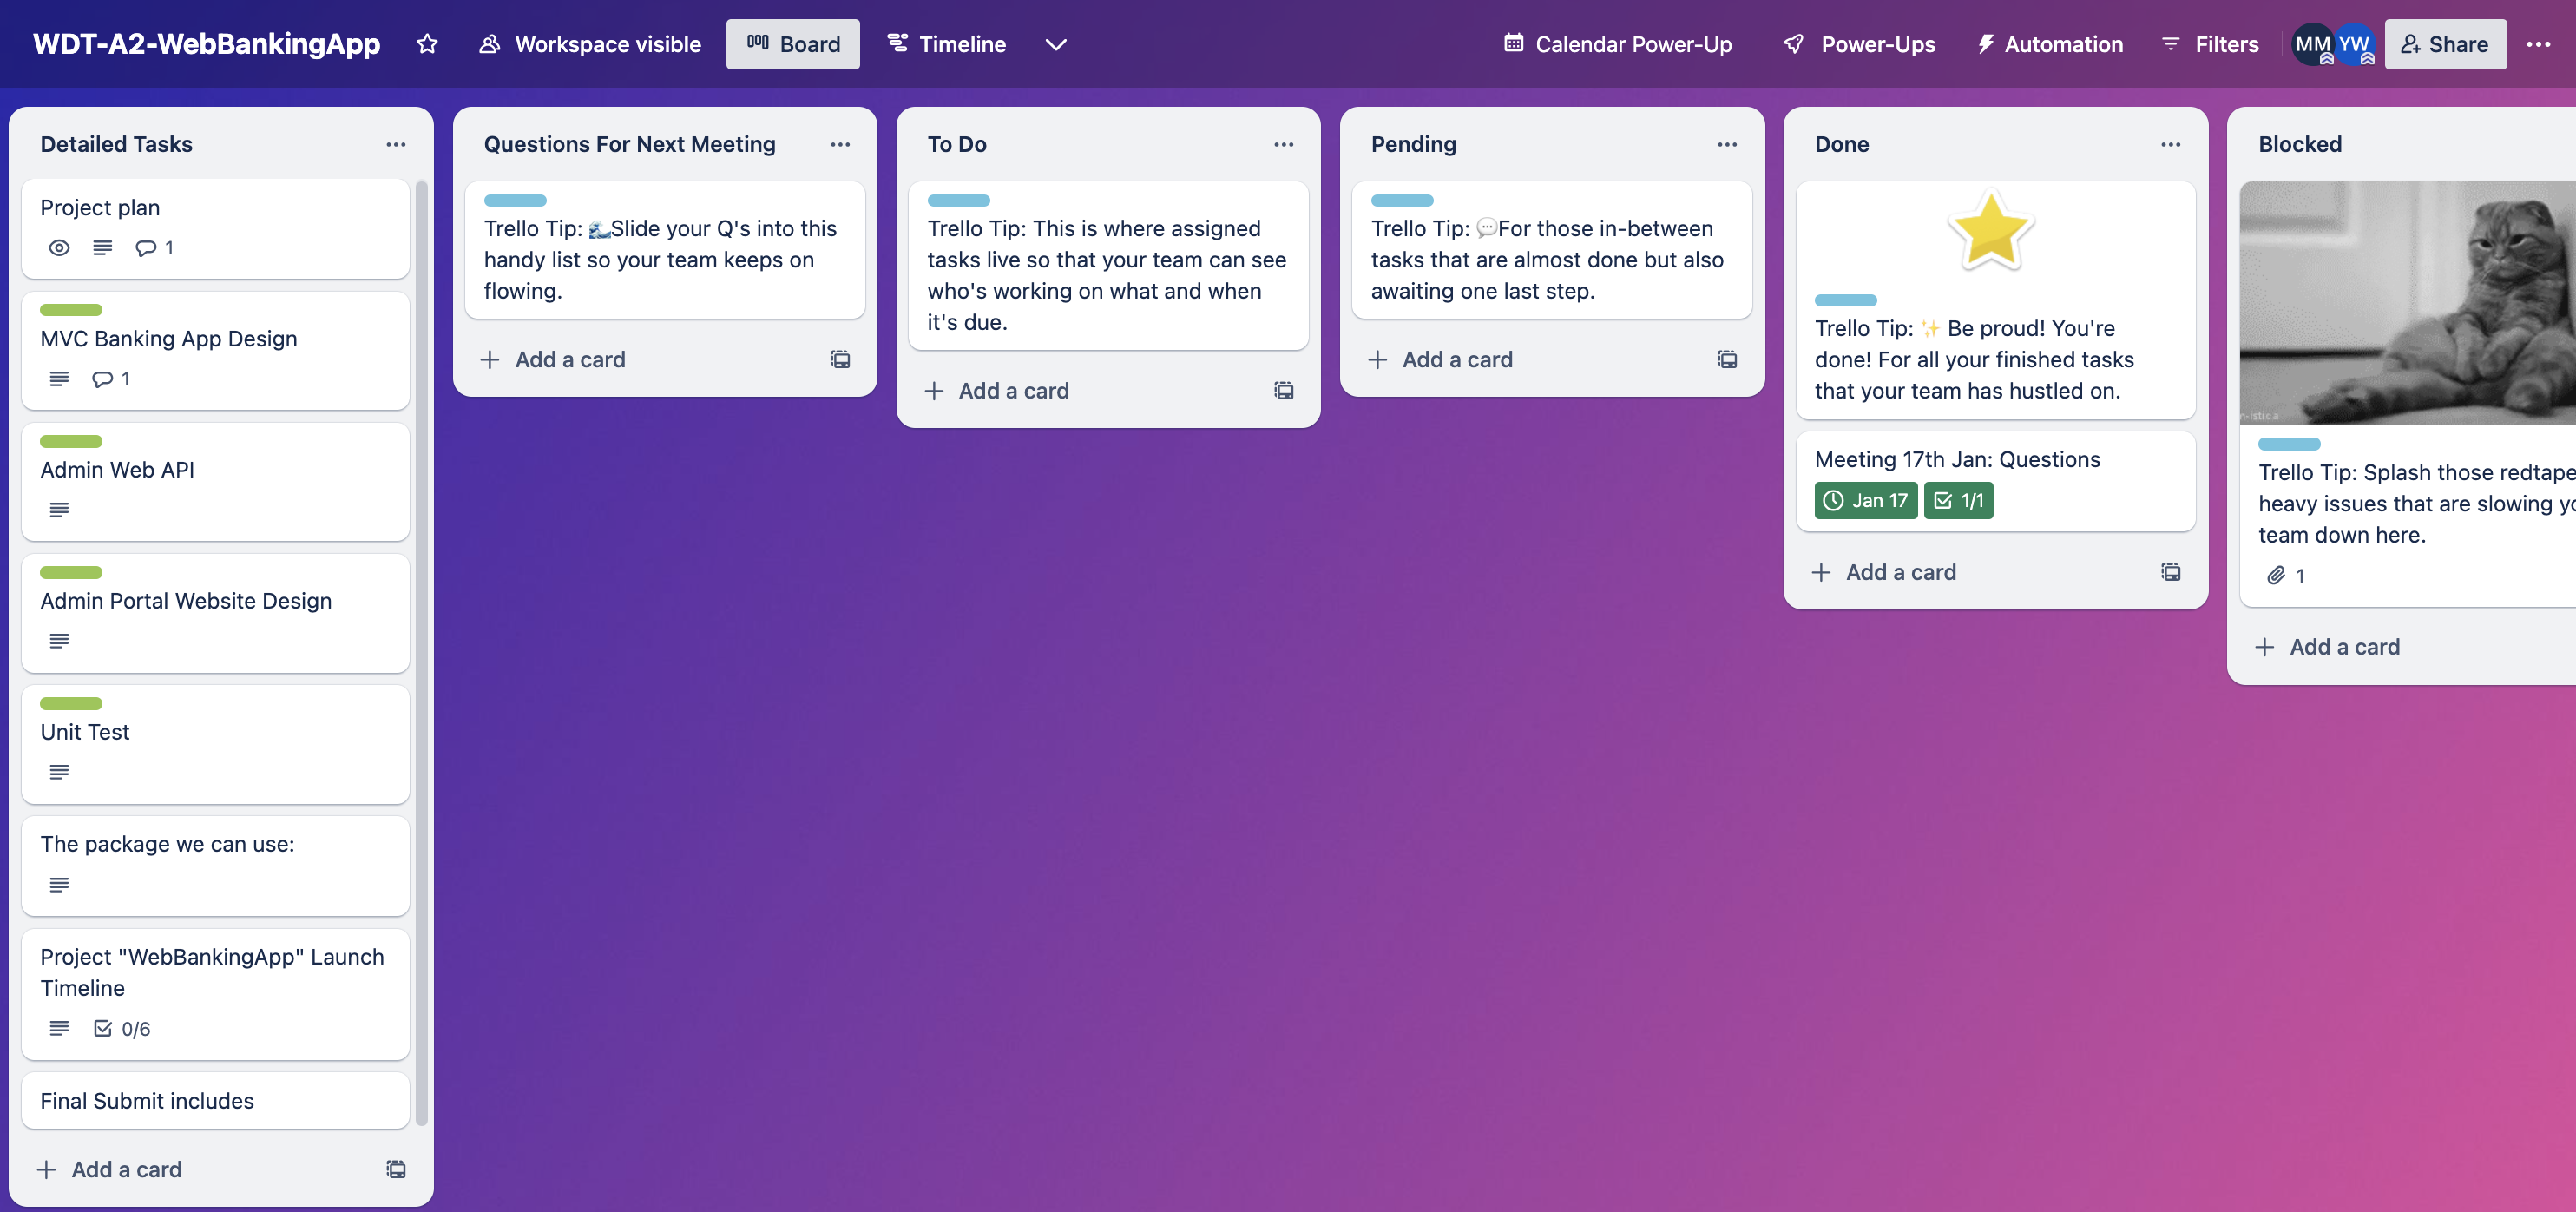 WDT-A2-WebBankingApp
Workspace visible
Board
Timeline
Calendar Power-Up
Power-Ups
Automation
Filters
MM
YW
Share
Detailed Tasks
Project plan
1
MVC Banking App Design
1
Admin Web API
Admin Portal Website Design
Unit Test
The package we can use:
Project "WebBankingApp" Launch
Timeline
0/6
Final Submit includes
Add a card
Questions For Next Meeting
Trello Tip: 🌊Slide your Q's into this
handy list so your team keeps on
flowing.
Add a card
To Do
Trello Tip: This is where assigned
tasks live so that your team can see
who's working on what and when
it's due.
Add a card
Pending
Trello Tip: 💬For those in-between
tasks that are almost done but also
awaiting one last step.
Add a card
Done
Trello Tip: ✨ Be proud! You're
done! For all your finished tasks
that your team has hustled on.
Meeting 17th Jan: Questions
Jan 17
1/1
Add a card
Blocked
Trello Tip: Splash those redtape
heavy issues that are slowing
team down here.
1
Add a card